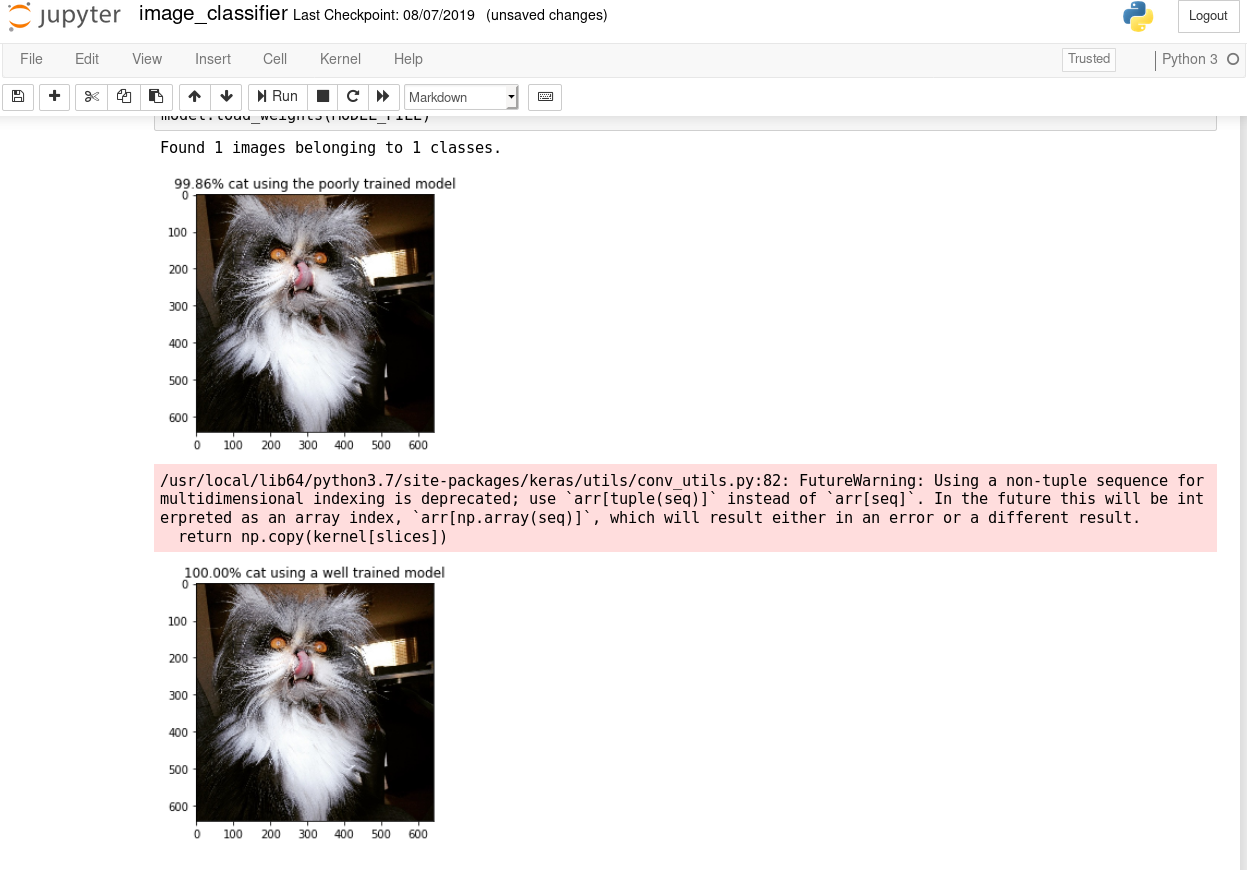 jupyter image_classifier Last Checkpoint: 08/07/2019 (unsaved changes) Logout
File Edit View Insert Cell Kernel Help Trusted Python 3
Run Markdown
model.load_weights(MODEL_FILE)
Found 1 images belonging to 1 classes.
99.86% cat using the poorly trained model
0
100
200
300
400
500
600
0 100 200 300 400 500 600
/usr/local/lib64/python3.7/site-packages/keras/utils/conv_utils.py:82: FutureWarning: Using a non-tuple sequence for
multidimensional indexing is deprecated; use `arr[tuple(seq)]` instead of `arr[seq]`. In the future this will be int
erpreted as an array index, `arr[np.array(seq)]`, which will result either in an error or a different result.
return np.copy(kernel[slices])
100.00% cat using a well trained model
0
100
200
300
400
500
600
0 100 200 300 400 500 600